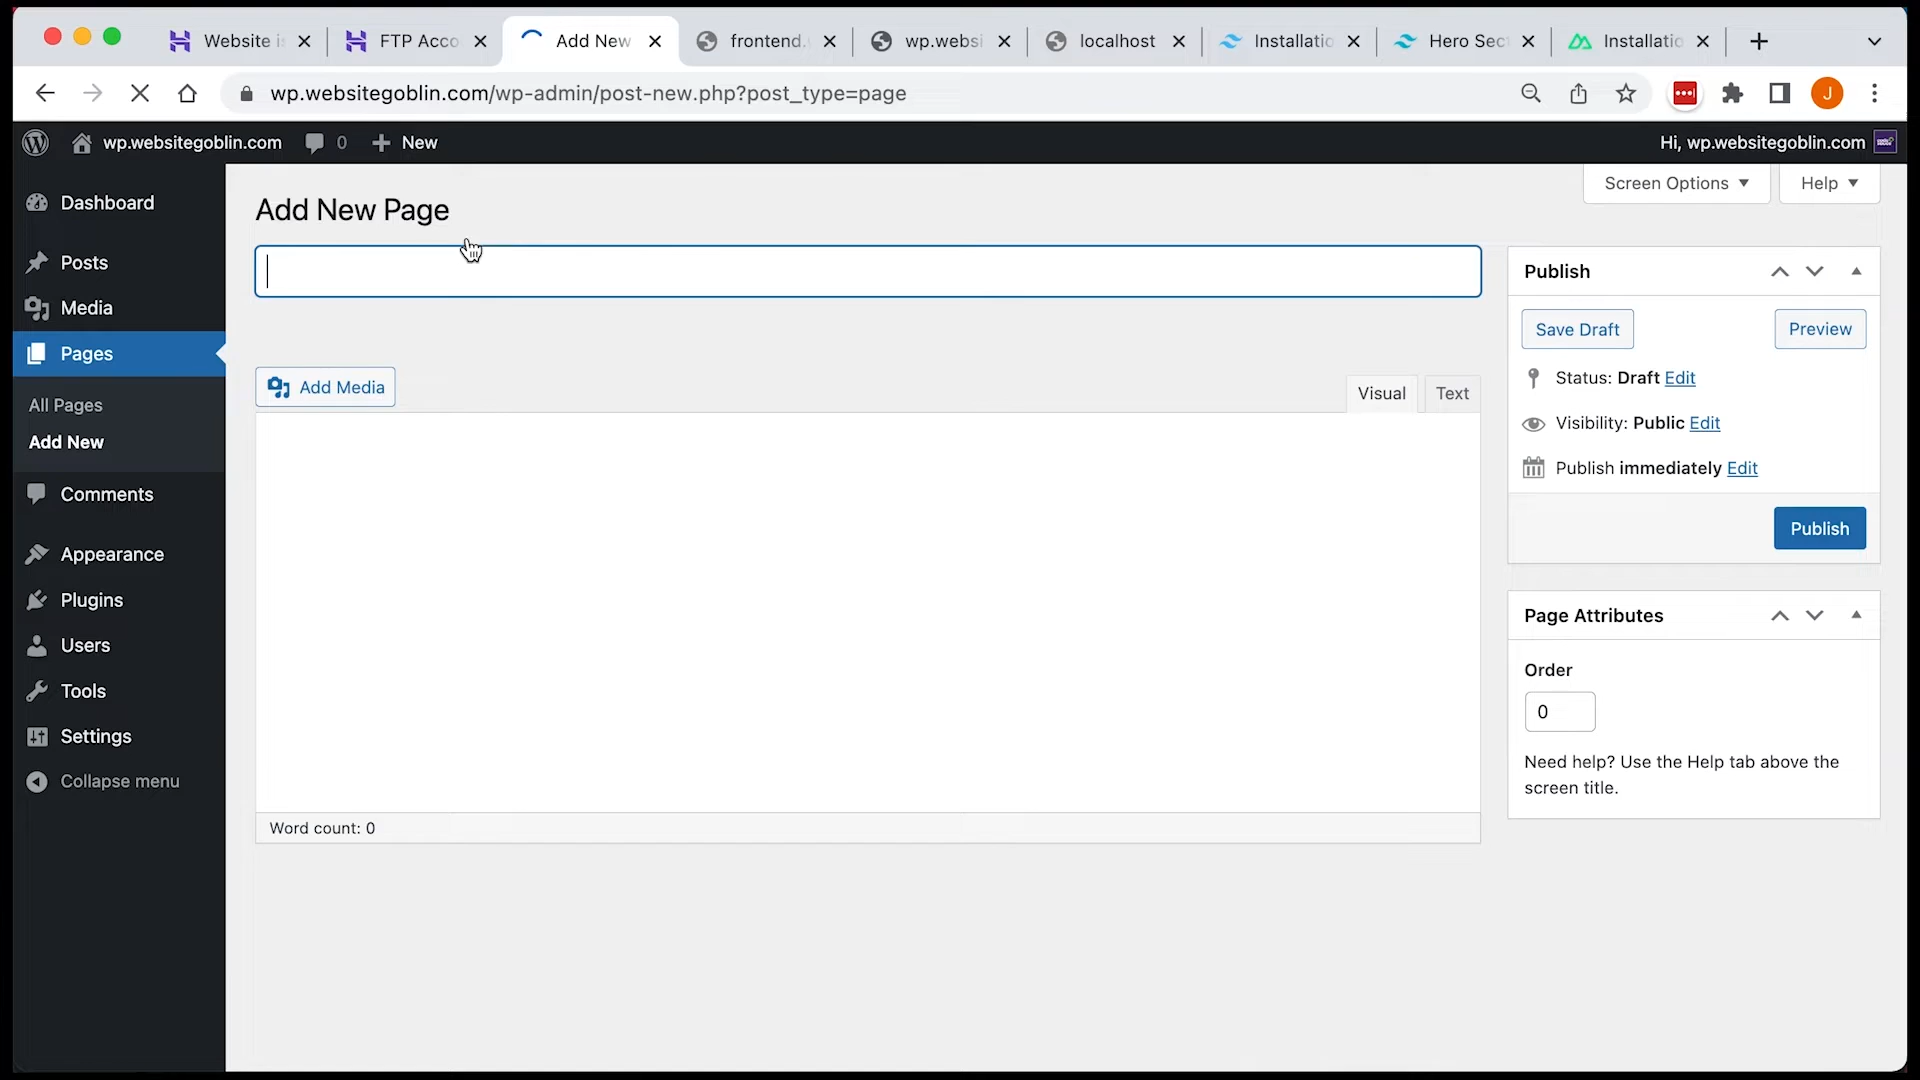 Website i
FTP Acco
Add New
frontend.
wp.websi
localhost
Installatio
Hero Sec
Installatio
wp.websitegoblin.com/wp-admin/post-new.php?post_type=page
J
wp.websitegoblin.com
0
New
Hi, wp.websitegoblin.com
Dashboard
Posts
Media
Pages
All Pages
Add New
Comments
Appearance
Plugins
Users
Tools
Settings
Collapse menu
Screen Options
Help
Add New Page
Add Media
Visual
Text
Word count: 0
Publish
Save Draft
Preview
Status: Draft Edit
Visibility: Public Edit
Publish immediately Edit
Publish
Page Attributes
Order
0
Need help? Use the Help tab above the
screen title.